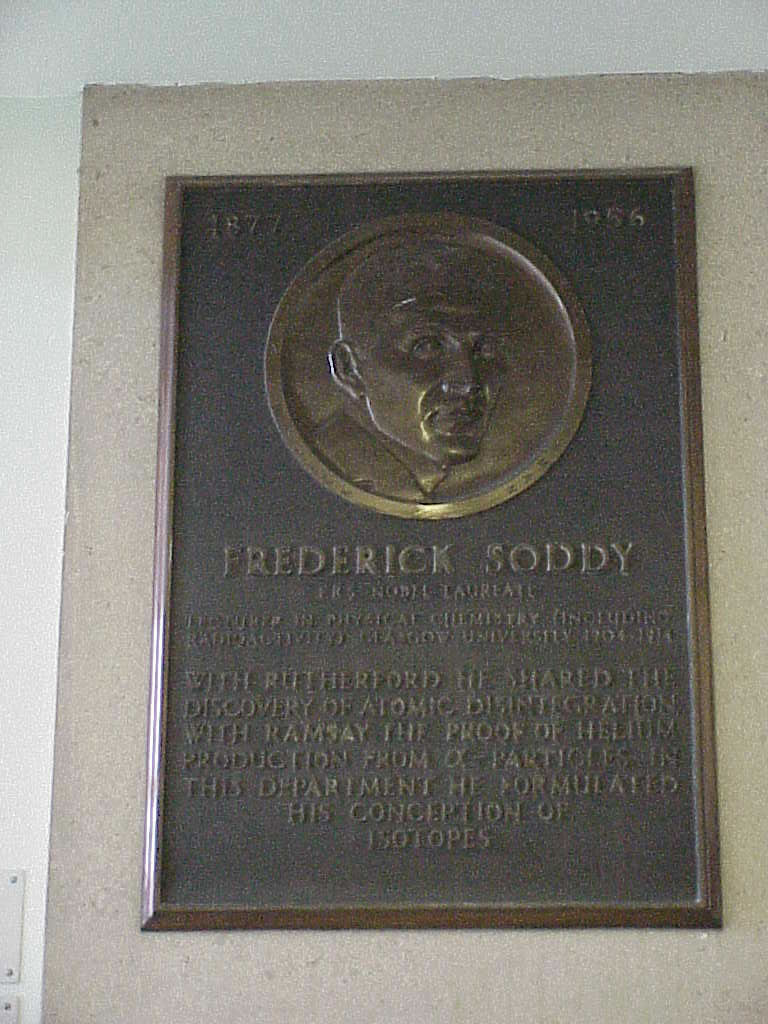 1877 1956
FREDERICK SODDY
F.R.S. NOBEL LAUREATE
LECTURER IN PHYSICAL CHEMISTRY (INCLUDING
RADIOACTIVITY) GLASGOW UNIVERSITY, 1904-1914
WITH RUTHERFORD HE SHARED THE
DISCOVERY OF ATOMIC DISINTEGRATION,
WITH RAMSAY THE PROOF OF HELIUM
PRODUCTION FROM α-PARTICLES. IN
THIS DEPARTMENT HE FORMULATED
HIS CONCEPTION OF
ISOTOPES